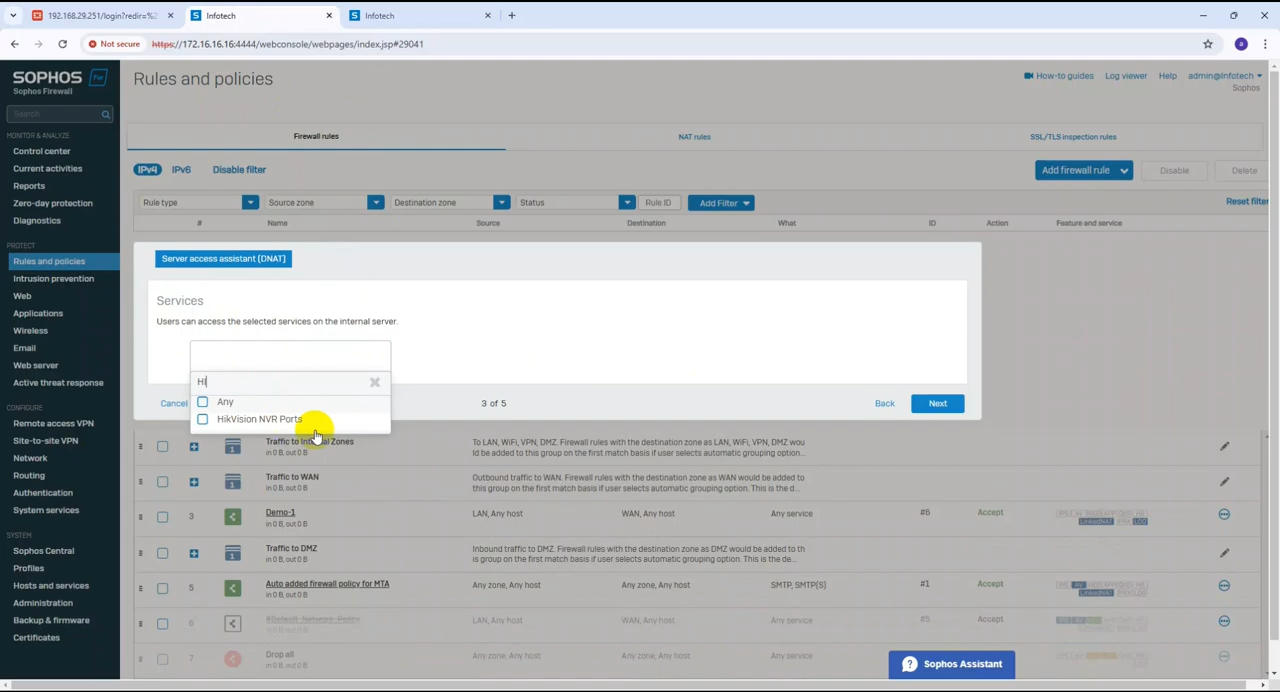 192.168.29.251/login?redir=%2
Infotech
Infotech
Not secure
https://172.16.16.16:4444/webconsole/webpages/index.jsp#29041
a
SOPHOS
Sophos Firewall
Rules and policies
How-to guides
Log viewer
Help
admin@Infotech
Sophos
Search
MONITOR & ANALYZE
Control center
Current activities
Reports
Zero-day protection
Diagnostics
PROTECT
Rules and policies
Intrusion prevention
Web
Applications
Wireless
Email
Web server
Active threat response
CONFIGURE
Remote access VPN
Site-to-site VPN
Network
Routing
Authentication
System services
SYSTEM
Sophos Central
Profiles
Hosts and services
Administration
Backup & firmware
Certificates
Firewall rules
NAT rules
SSL/TLS inspection rules
IPv4
IPv6
Disable filter
Add firewall rule
Disable
Delete
Rule type
Source zone
Destination zone
Status
Rule ID
Add Filter
Reset filter
#
Name
Source
Destination
What
ID
Action
Feature and service
Server access assistant (DNAT)
Services
Users can access the selected services on the internal server.
HI
Any
HikVision NVR Ports
Cancel
3 of 5
Back
Next
1
in 0 B, out 0 B
To LAN, WiFi, VPN, DMZ. Firewall rules with the destination zone as LAN, WiFi, VPN, DMZ wou
ld be added to this group on the first match basis if user selects automatic grouping option...
1
Traffic to WAN
in 0 B, out 0 B
Outbound traffic to WAN. Firewall rules with the destination zone as WAN would be added to
this group on the first match basis if user selects automatic grouping option. This is the d...
3
Demo-1
in 0 B, out 0 B
LAN, Any host
WAN, Any host
Any service
#6
Accept
LinkedNAT
LOG
1
Traffic to DMZ
in 0 B, out 0 B
Inbound traffic to DMZ. Firewall rules with the destination zone as DMZ would be added to th
is group on the first match basis if user selects automatic grouping option. This is the de...
5
Auto added firewall policy for MTA
in 0 B, out 0 B
Any zone, Any host
Any zone, Any host
SMTP, SMTP(S)
#1
Accept
LinkedNAT
6
#Default_Network_Policy
in 0 B, out 0 B
LAN, Any host
WAN, Any host
Any service
#5
Accept
7
Drop all
in 0 B, out 0 B
Any zone, Any host
Any zone, Any host
Any service
Sophos Assistant